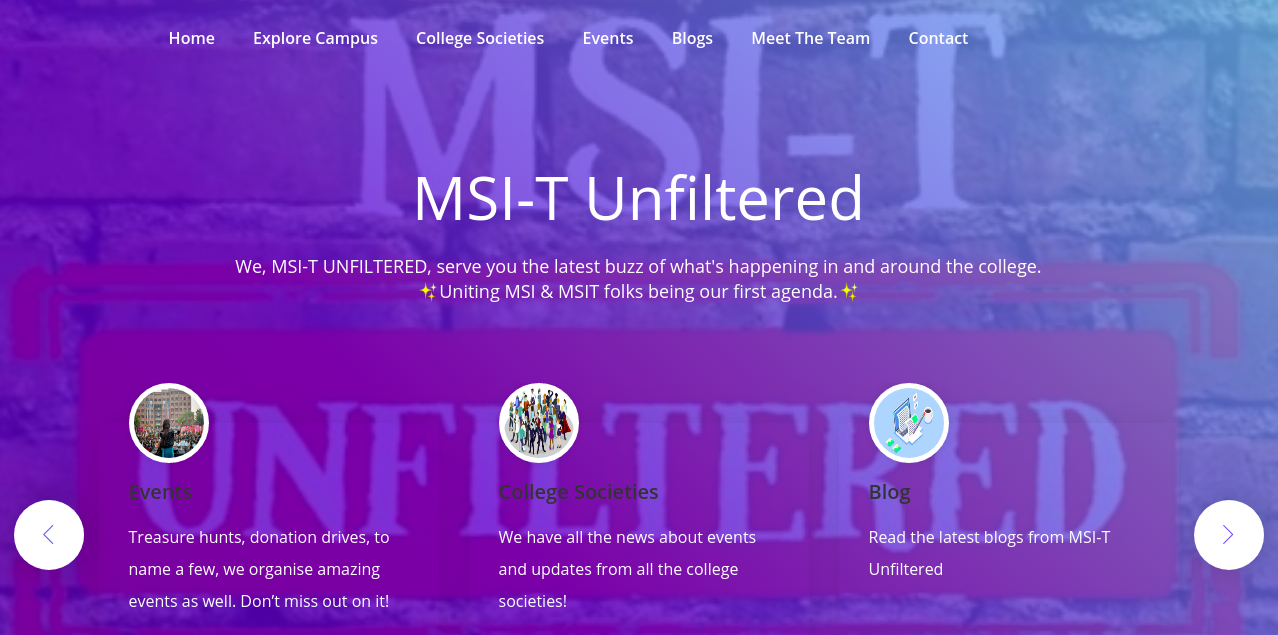 Home Explore Campus College Societies Events Blogs Meet The Team Contact
MSI-T
MSI-T Unfiltered
We, MSI-T UNFILTERED, serve you the latest buzz of what's happening in and around the college.
✨Uniting MSI & MSIT folks being our first agenda.✨
UNFILTERED
Events College Societies Blog
Treasure hunts, donation drives, to We have all the news about events Read the latest blogs from MSI-T
name a few, we organise amazing and updates from all the college Unfiltered
events as well. Don’t miss out on it! societies!